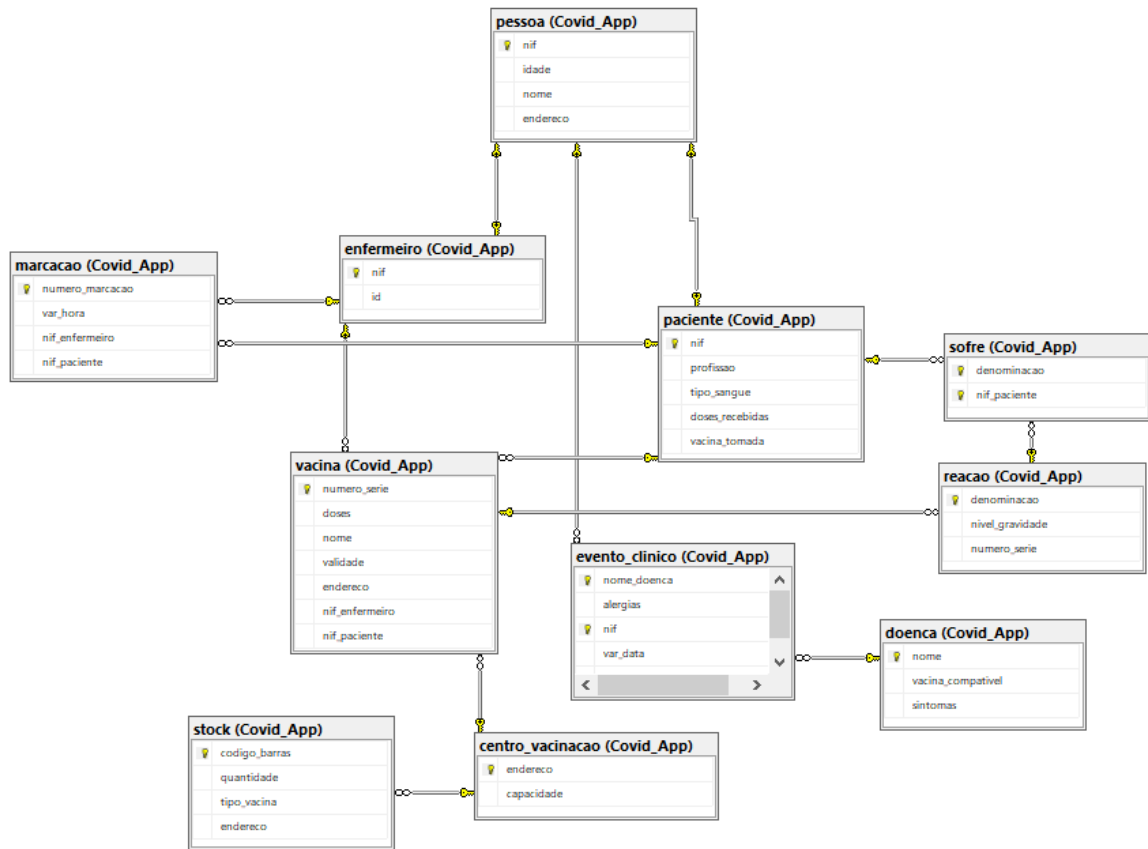 pessoa (Covid_App)
nif
idade
nome
endereco
enfermeiro (Covid_App)
nif
id
marcacao (Covid_App)
numero_marcacao
var_hora
nif_enfermeiro
nif_paciente
paciente (Covid_App)
nif
profissao
tipo_sangue
doses_recebidas
vacina_tomada
sofre (Covid_App)
denominacao
nif_paciente
vacina (Covid_App)
numero_serie
doses
nome
validade
endereco
nif_enfermeiro
nif_paciente
reacao (Covid_App)
denominacao
nivel_gravidade
numero_serie
evento_clinico (Covid_App)
nome_doenca
alergias
nif
var_data
doenca (Covid_App)
nome
vacina_compativel
sintomas
stock (Covid_App)
codigo_barras
quantidade
tipo_vacina
endereco
centro_vacinacao (Covid_App)
endereco
capacidade